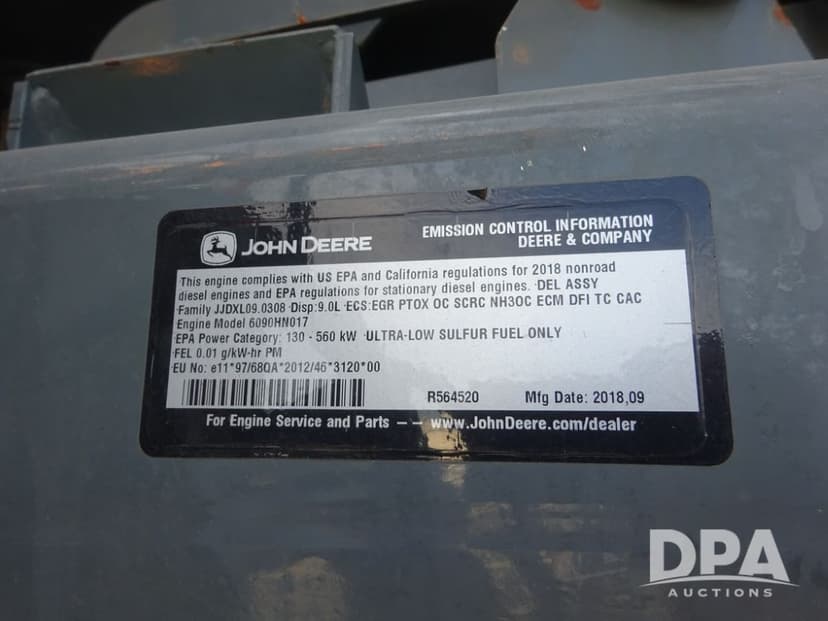 JOHN DEERE
EMISSION CONTROL INFORMATION
DEERE & COMPANY
This engine complies with US EPA and California regulations for 2018 nonroad
diesel engines and EPA regulations for stationary diesel engines. DEL ASSY
Family JJDXL09.0308 Disp:9.0L ECS:EGR PTOX OC SCRC NH3OC ECM DFI TC CAC
Engine Model 6090HN017
EPA Power Category: 130 - 560 kW ULTRA-LOW SULFUR FUEL ONLY
FEL 0.01 g/kW-hr PM
EU No: e11*97/68QA*2012/46*3120*00
R564520 Mfg Date: 2018,09
For Engine Service and Parts -- www.JohnDeere.com/dealer
DPA
AUCTIONS